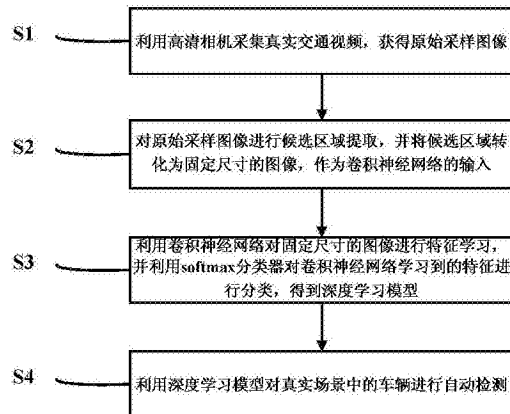 S1
利用高清相机采集真实交通视频，获得原始采样图像
S2
对原始采样图像进行候选区域提取，并将候选区域转
化为固定尺寸的图像，作为卷积神经网络的输入
S3
利用卷积神经网络对固定尺寸的图像进行特征学习，
并利用softmax分类器对卷积神经网络学习到的特征进
行分类，得到深度学习模型
S4
利用深度学习模型对真实场景中的车辆进行自动检测